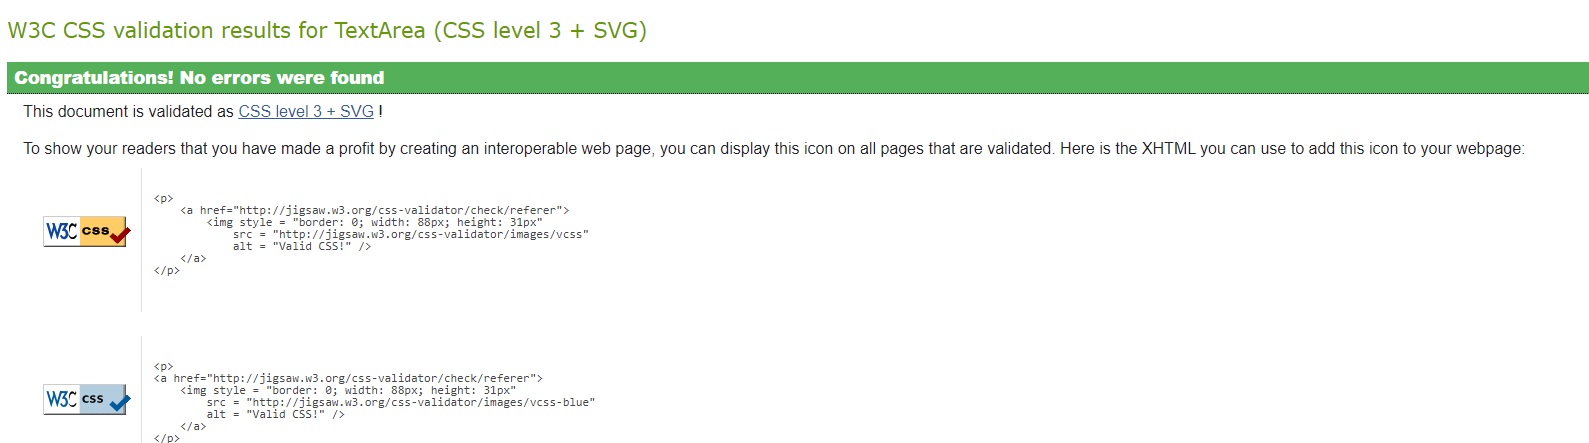 W3C CSS validation results for TextArea (CSS level 3 + SVG)
Congratulations! No errors were found
This document is validated as CSS level 3 + SVG !
To show your readers that you have made a profit by creating an interoperable web page, you can display this icon on all pages that are validated. Here is the XHTML you can use to add this icon to your webpage:
W3C css
<p>
<a href="http://jigsaw.w3.org/css-validator/check/referer">
<img style = "border: 0; width: 88px; height: 31px"
src = "http://jigsaw.w3.org/css-validator/images/vcss"
alt = "Valid CSS!" />
</a>
</p>
W3C css
<p>
<a href="http://jigsaw.w3.org/css-validator/check/referer">
<img style = "border: 0; width: 88px; height: 31px"
src = "http://jigsaw.w3.org/css-validator/images/vcss-blue"
alt = "Valid CSS!" />
</a>
</p>